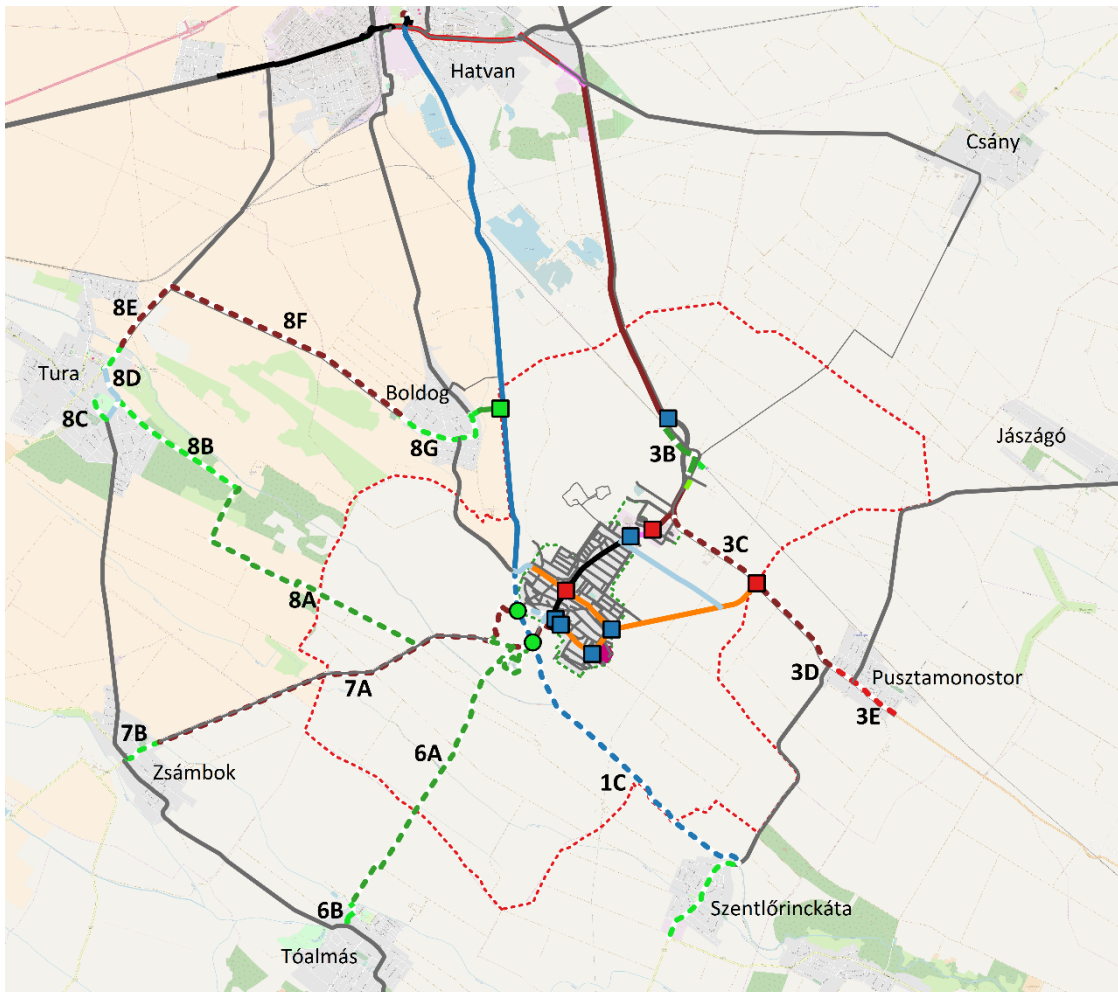 Hatvan
Csány
8E
8F
Tura
8D
Boldog
8C
8G
Jászágó
8B
3B
3C
8A
3D
Pusztamonostor
7A
3E
7B
6A
Zsámbok
1C
6B
Szentlőrinckáta
Tóalmás